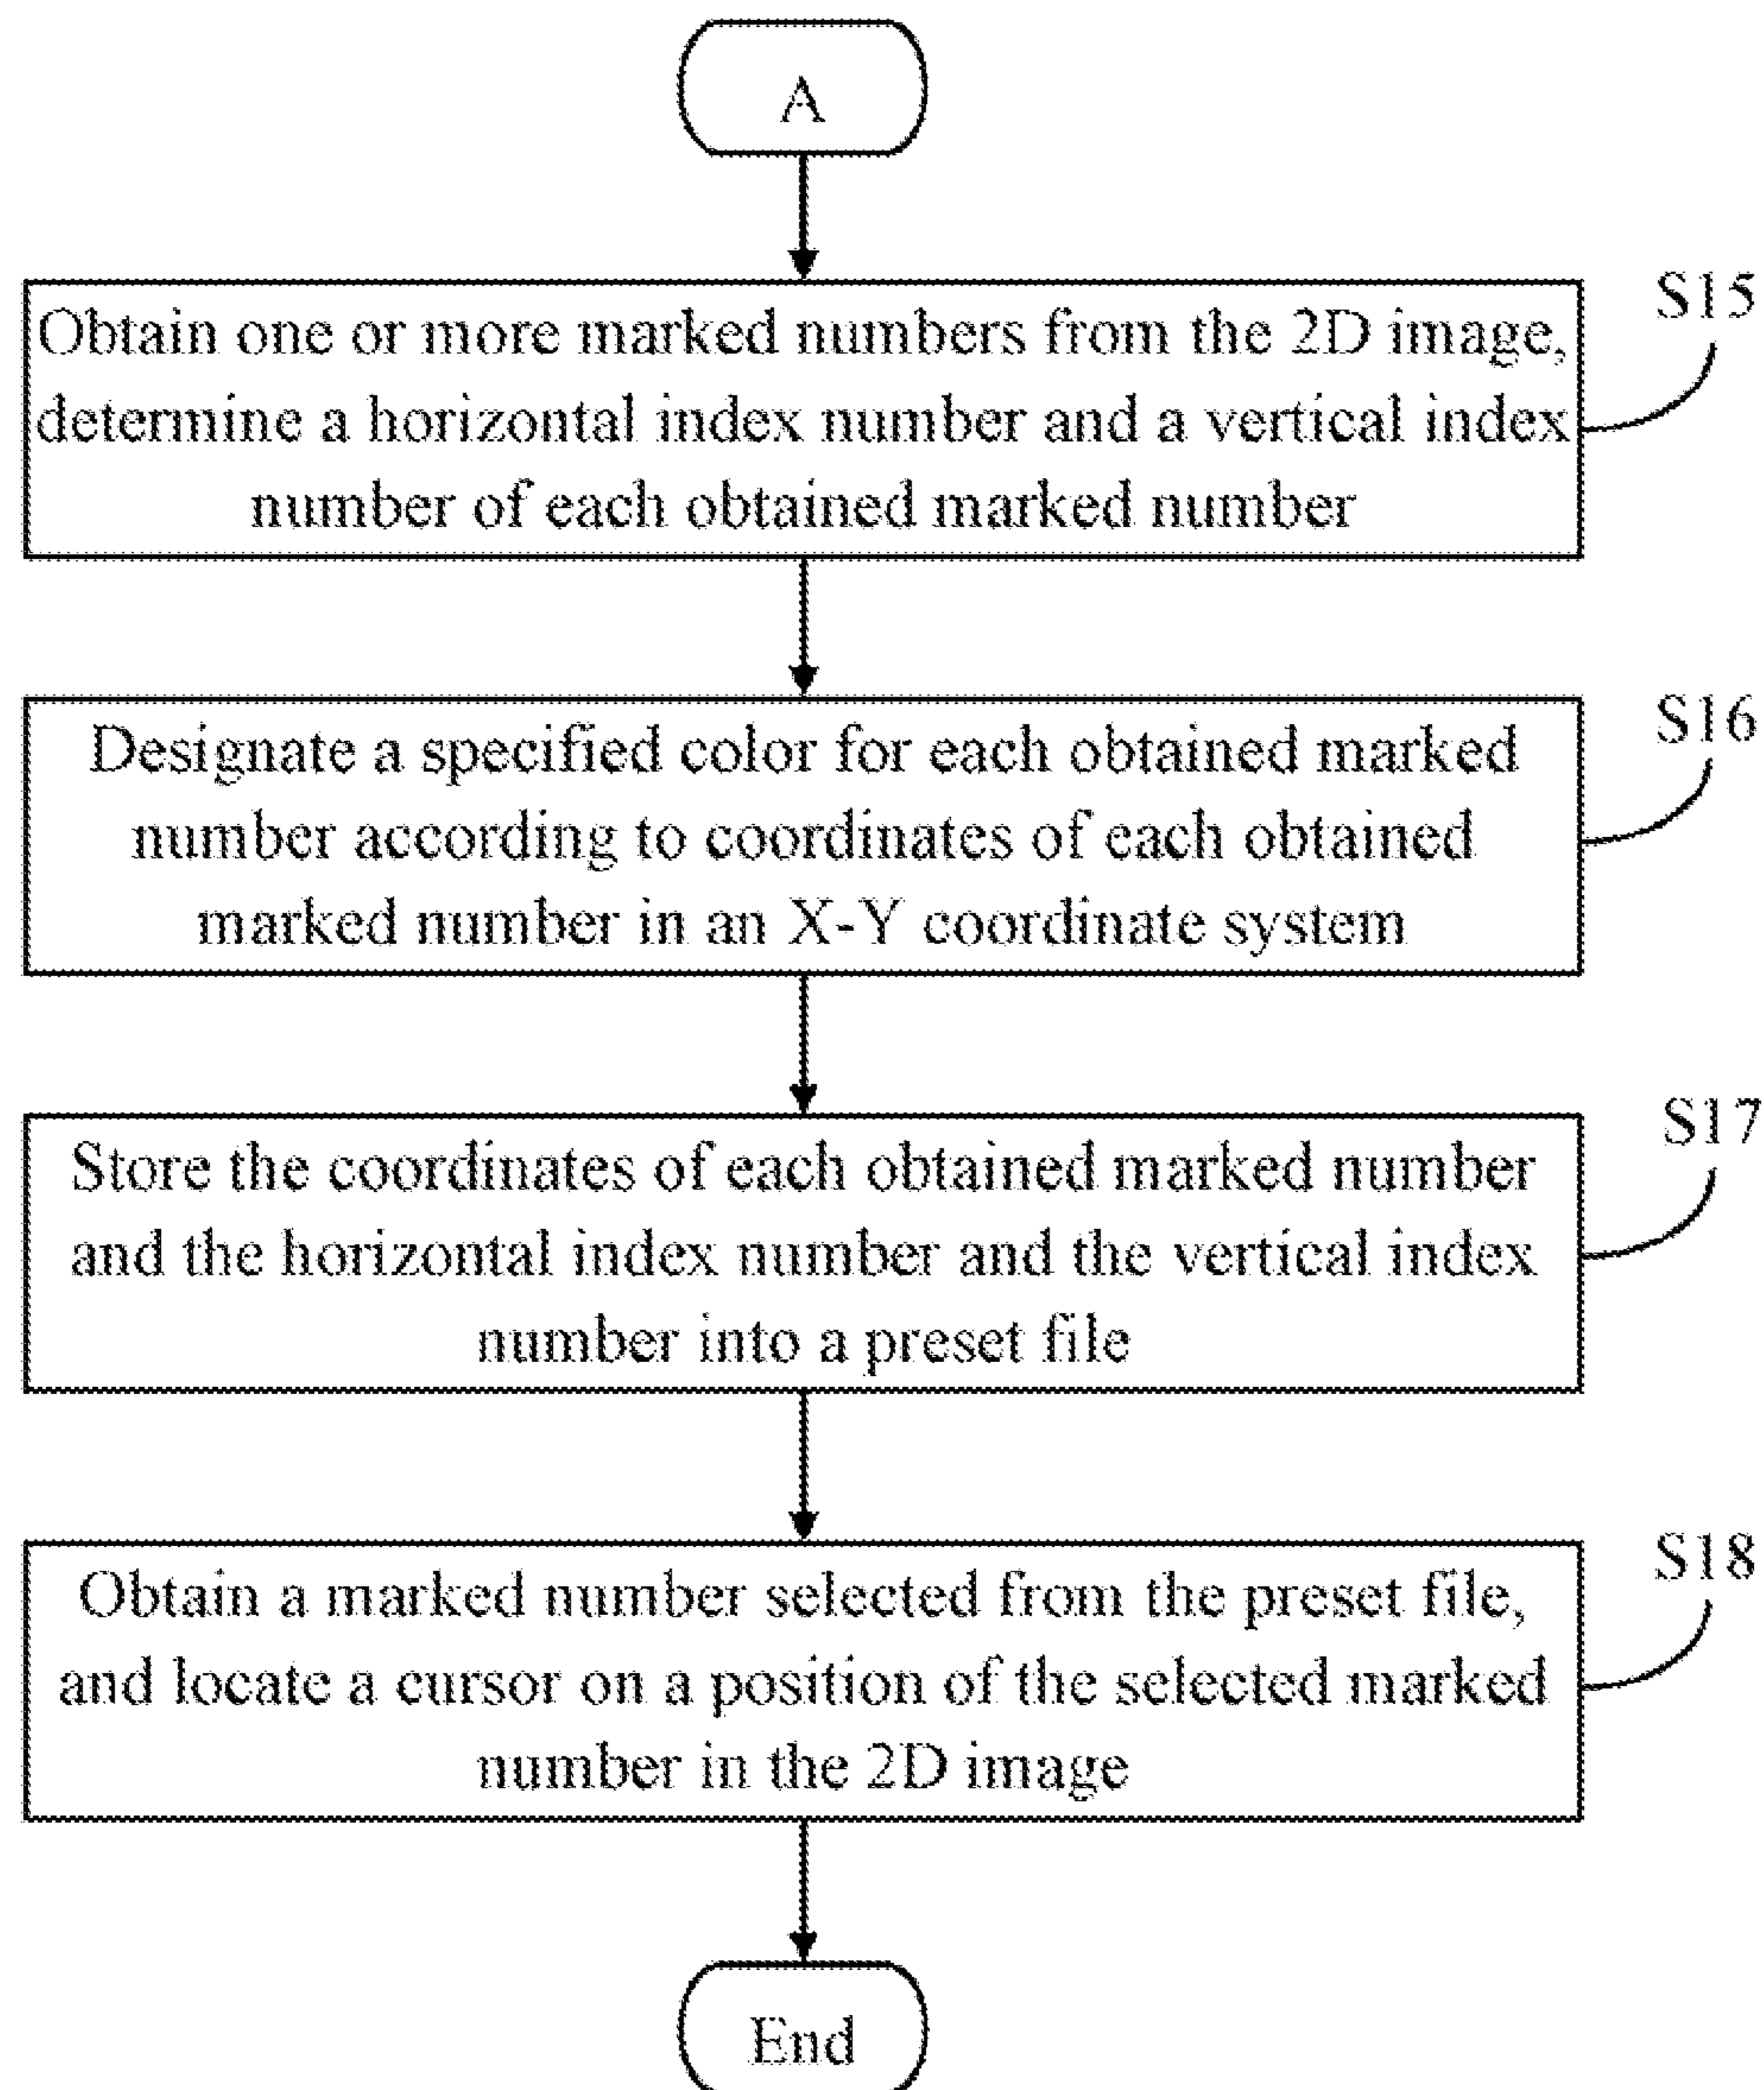 A
S15
Obtain one or more marked numbers from the 2D image,
determine a horizontal index number and a vertical index
number of each obtained marked number
S16
Designate a specified color for each obtained marked
number according to coordinates of each obtained
marked number in an X-Y coordinate system
S17
Store the coordinates of each obtained marked number
and the horizontal index number and the vertical index
number into a preset file
S18
Obtain a marked number selected from the preset file,
and locate a cursor on a position of the selected marked
number in the 2D image
End